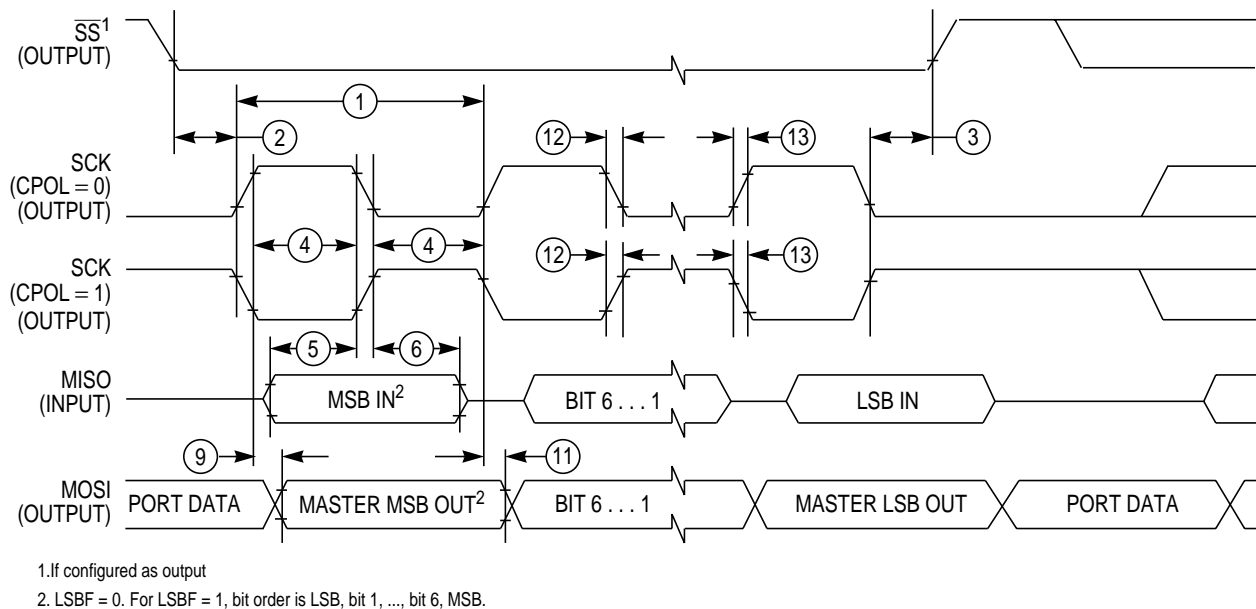 SS¹
(OUTPUT)
1
2
12
13
3
SCK
(CPOL = 0)
(OUTPUT)
4
4
SCK
(CPOL = 1)
(OUTPUT)
12
13
5
6
MISO
(INPUT)
MSB IN²
BIT 6 . . . 1
LSB IN
9
11
MOSI
(OUTPUT)
PORT DATA
MASTER MSB OUT²
BIT 6 . . . 1
MASTER LSB OUT
PORT DATA
1.If configured as output
2. LSBF = 0. For LSBF = 1, bit order is LSB, bit 1, ..., bit 6, MSB.